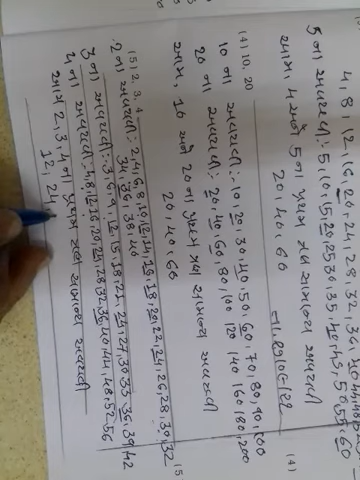 4, 8, 12, 16, 20, 24, 28, 32, 36,
5 ના અવયવી: 5, 10, 15, 20, 25, 30, 35, 40, 45, 50, 55, 60
આમ, 4 અને 5 ના પ્રથમ ત્રણ સામાન્ય અવયવી
20, 40, 60
(4) 10, 20
10 ના અવયવી: 10, 20, 30, 40, 50, 60, 70, 80, 90, 100
20 ના અવયવી: 20, 40, 60, 80, 100 120 140 160 180, 200
આમ, 10 અને 20 ના પ્રથમ ત્રણ સામાન્ય અવયવી
20, 40, 60
(5) 2, 3, 4
2 ના અવયવી: 2, 4, 6, 8, 10, 12, 14, 16, 18, 20, 22, 24, 26, 28, 30, 32
34, 36, 38, 40
3 ના અવયવી: 3, 6, 9, 12, 15, 18, 21, 24, 27, 30, 33, 36, 39, 42
4 ના અવયવી: 4, 8, 12, 16, 20, 24, 28, 32, 36, 40, 44, 48, 52, 56
આમ 2, 3, 4 ના પ્રથમ ત્રણ સામાન્ય અવયવી
12, 24,